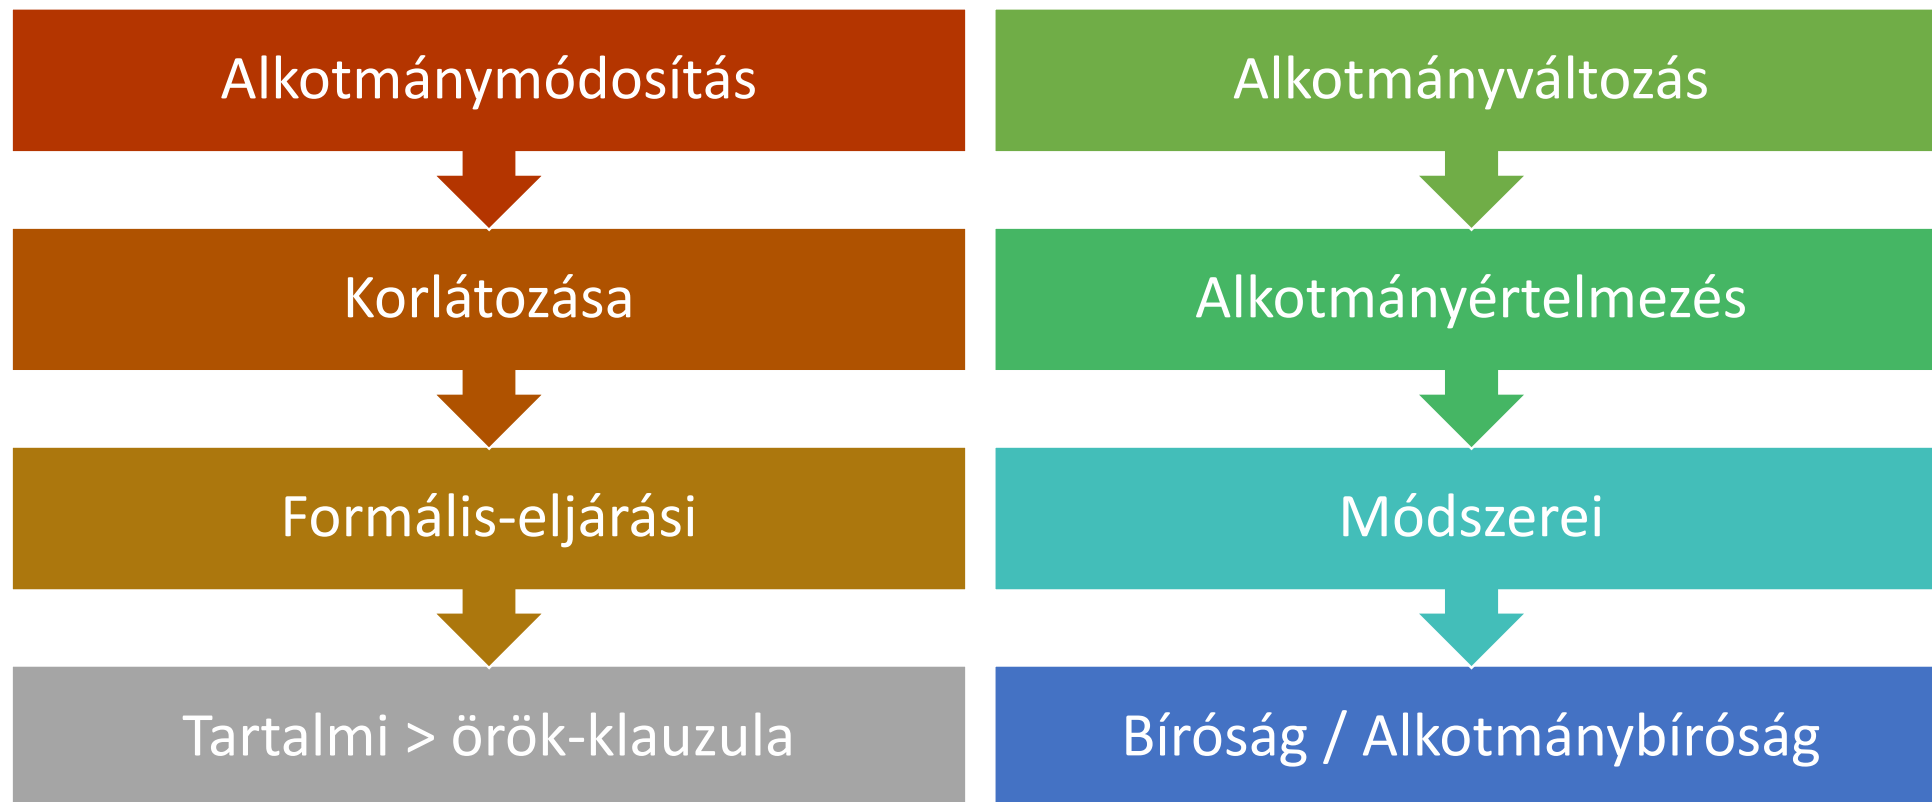 Alkotmánymódosítás
Korlátozása
Formális-eljárási
Tartalmi > örök-klauzula
Alkotmányváltozás
Alkotmányértelmezés
Módszerei
Bíróság / Alkotmánybíróság